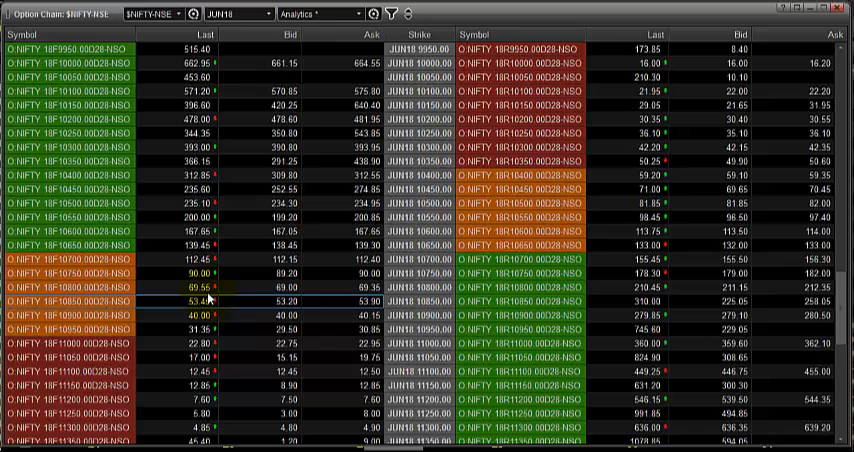 Option Chain: $NIFTY-NSE $NIFTY-NSE JUN18 Analytics *
Symbol Last Bid Ask Strike Symbol Last Bid Ask
O:NIFTY 18F9950.00D28-NSO 515.40 JUN18 9950.00 O:NIFTY 18R9950.00D28-NSO 173.85 8.40
O:NIFTY 18F10000.00D28-NSO 662.95 661.15 664.55 JUN18 10000.00 O:NIFTY 18R10000.00D28-NSO 16.00 16.00 16.20
O:NIFTY 18F10050.00D28-NSO 453.60 JUN18 10050.00 O:NIFTY 18R10050.00D28-NSO 210.30 10.10
O:NIFTY 18F10100.00D28-NSO 571.20 570.85 575.80 JUN18 10100.00 O:NIFTY 18R10100.00D28-NSO 21.95 22.00 22.20
O:NIFTY 18F10150.00D28-NSO 396.60 420.25 640.40 JUN18 10150.00 O:NIFTY 18R10150.00D28-NSO 29.05 21.65 31.95
O:NIFTY 18F10200.00D28-NSO 478.00 478.60 481.95 JUN18 10200.00 O:NIFTY 18R10200.00D28-NSO 30.35 30.40 30.55
O:NIFTY 18F10250.00D28-NSO 344.35 350.80 543.85 JUN18 10250.00 O:NIFTY 18R10250.00D28-NSO 36.10 35.10 36.10
O:NIFTY 18F10300.00D28-NSO 393.00 390.80 393.95 JUN18 10300.00 O:NIFTY 18R10300.00D28-NSO 42.20 42.15 42.35
O:NIFTY 18F10350.00D28-NSO 366.15 291.25 438.90 JUN18 10350.00 O:NIFTY 18R10350.00D28-NSO 50.25 49.90 50.60
O:NIFTY 18F10400.00D28-NSO 312.85 309.80 312.55 JUN18 10400.00 O:NIFTY 18R10400.00D28-NSO 59.20 59.10 59.35
O:NIFTY 18F10450.00D28-NSO 235.60 252.55 274.85 JUN18 10450.00 O:NIFTY 18R10450.00D28-NSO 71.00 69.65 70.45
O:NIFTY 18F10500.00D28-NSO 235.10 234.30 234.95 JUN18 10500.00 O:NIFTY 18R10500.00D28-NSO 81.85 81.85 82.00
O:NIFTY 18F10550.00D28-NSO 200.00 199.20 200.85 JUN18 10550.00 O:NIFTY 18R10550.00D28-NSO 98.45 96.50 97.40
O:NIFTY 18F10600.00D28-NSO 167.65 167.05 167.65 JUN18 10600.00 O:NIFTY 18R10600.00D28-NSO 113.75 113.50 114.00
O:NIFTY 18F10650.00D28-NSO 139.45 138.45 139.30 JUN18 10650.00 O:NIFTY 18R10650.00D28-NSO 133.00 132.00 133.00
O:NIFTY 18F10700.00D28-NSO 112.45 112.15 112.40 JUN18 10700.00 O:NIFTY 18R10700.00D28-NSO 155.45 155.50 156.30
O:NIFTY 18F10750.00D28-NSO 90.00 89.20 90.00 JUN18 10750.00 O:NIFTY 18R10750.00D28-NSO 178.30 179.00 182.00
O:NIFTY 18F10800.00D28-NSO 69.55 69.00 69.35 JUN18 10800.00 O:NIFTY 18R10800.00D28-NSO 210.45 211.15 212.35
O:NIFTY 18F10850.00D28-NSO 53.20 53.90 JUN18 10850.00 O:NIFTY 18R10850.00D28-NSO 310.00 225.05 258.05
O:NIFTY 18F10900.00D28-NSO 40.00 40.00 40.15 JUN18 10900.00 O:NIFTY 18R10900.00D28-NSO 279.85 279.10 280.50
O:NIFTY 18F10950.00D28-NSO 31.35 29.50 30.85 JUN18 10950.00 O:NIFTY 18R10950.00D28-NSO 745.60 229.05
O:NIFTY 18F11000.00D28-NSO 22.80 22.75 22.95 JUN18 11000.00 O:NIFTY 18R11000.00D28-NSO 360.00 359.60 362.10
O:NIFTY 18F11050.00D28-NSO 17.00 15.15 19.75 JUN18 11050.00 O:NIFTY 18R11050.00D28-NSO 824.90 308.65
O:NIFTY 18F11100.00D28-NSO 12.45 12.45 12.50 JUN18 11100.00 O:NIFTY 18R11100.00D28-NSO 449.25 446.75 455.00
O:NIFTY 18F11150.00D28-NSO 12.85 8.90 12.85 JUN18 11150.00 O:NIFTY 18R11150.00D28-NSO 631.20 300.30
O:NIFTY 18F11200.00D28-NSO 7.60 7.50 7.60 JUN18 11200.00 O:NIFTY 18R11200.00D28-NSO 546.15 539.50 544.35
O:NIFTY 18F11250.00D28-NSO 5.80 3.00 8.00 JUN18 11250.00 O:NIFTY 18R11250.00D28-NSO 991.85 494.85
O:NIFTY 18F11300.00D28-NSO 4.85 4.80 4.90 JUN18 11300.00 O:NIFTY 18R11300.00D28-NSO 636.00 636.35 639.20
O:NIFTY 18F11350.00D28-NSO 45.40 1.20 9.00 JUN18 11350.00 O:NIFTY 18R11350.00D28-NSO 1078.85 594.05